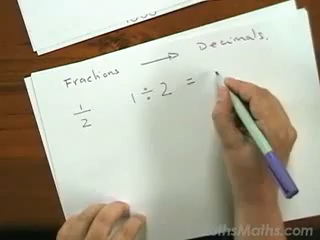 Fractions → Decimals.
1/2 1 ÷ 2 =